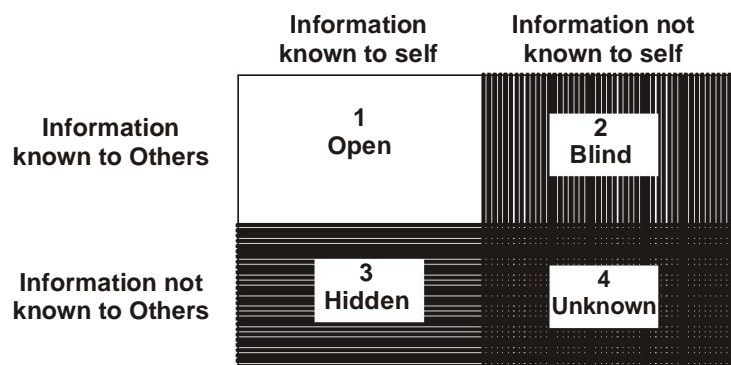 Information
known to self
Information not
known to self
Information
known to Others
1
Open
2
Blind
Information not
known to Others
3
Hidden
4
Unknown